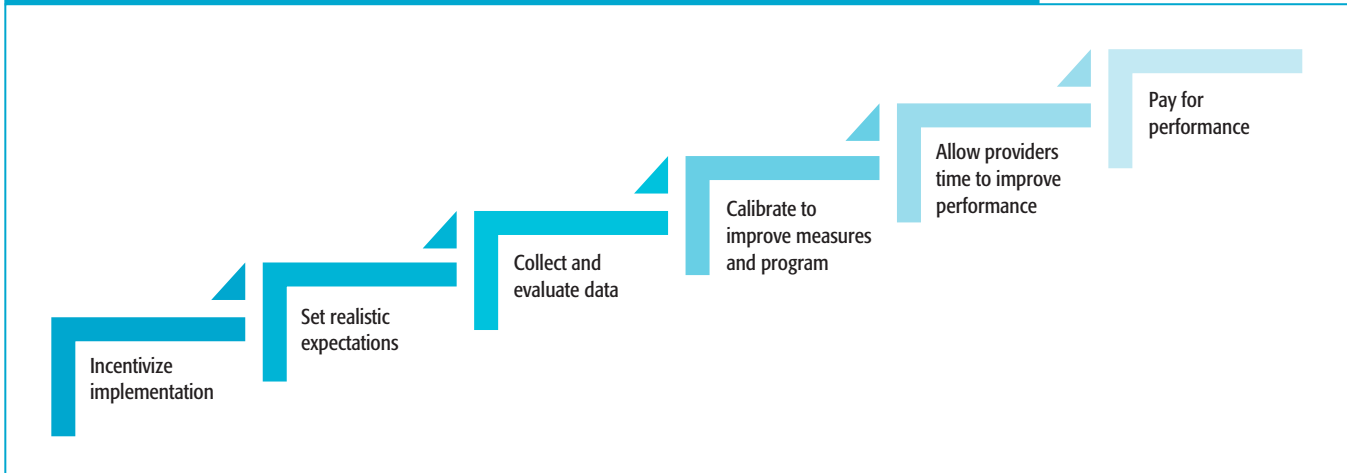 Incentivize
implementation
Set realistic
expectations
Collect and
evaluate data
Calibrate to
improve measures
and program
Allow providers
time to improve
performance
Pay for
performance